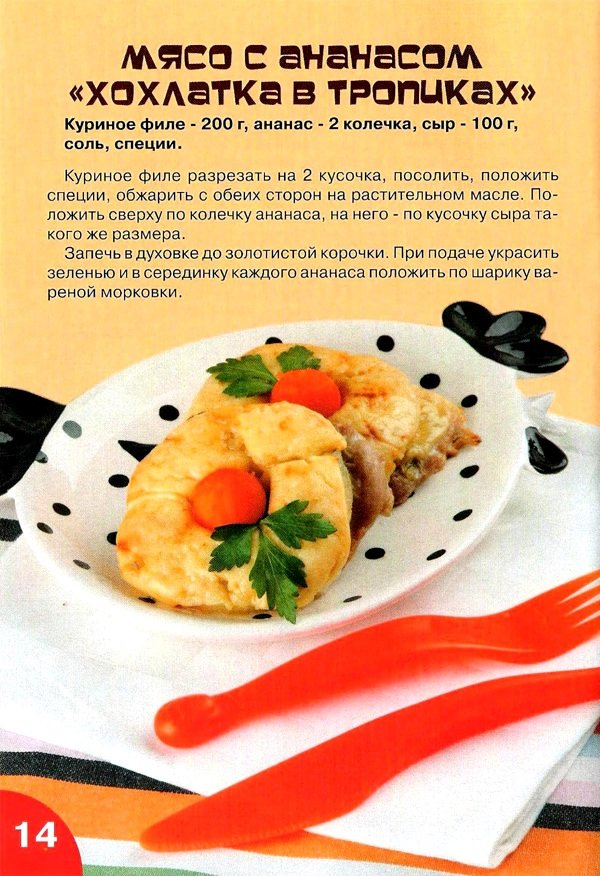 МЯСО С АНАНАСОМ
«ХОХЛАТКА В ТРОПИКАХ»
Куриное филе - 200 г, ананас - 2 колечка, сыр - 100 г,
соль, специи.
Куриное филе разрезать на 2 кусочка, посолить, положить
специи, обжарить с обеих сторон на растительном масле. По-
ложить сверху по колечку ананаса, на него - по кусочку сыра та-
кого же размера.
Запечь в духовке до золотистой корочки. При подаче украсить
зеленью и в серединку каждого ананаса положить по шарику ва-
реной морковки.
14